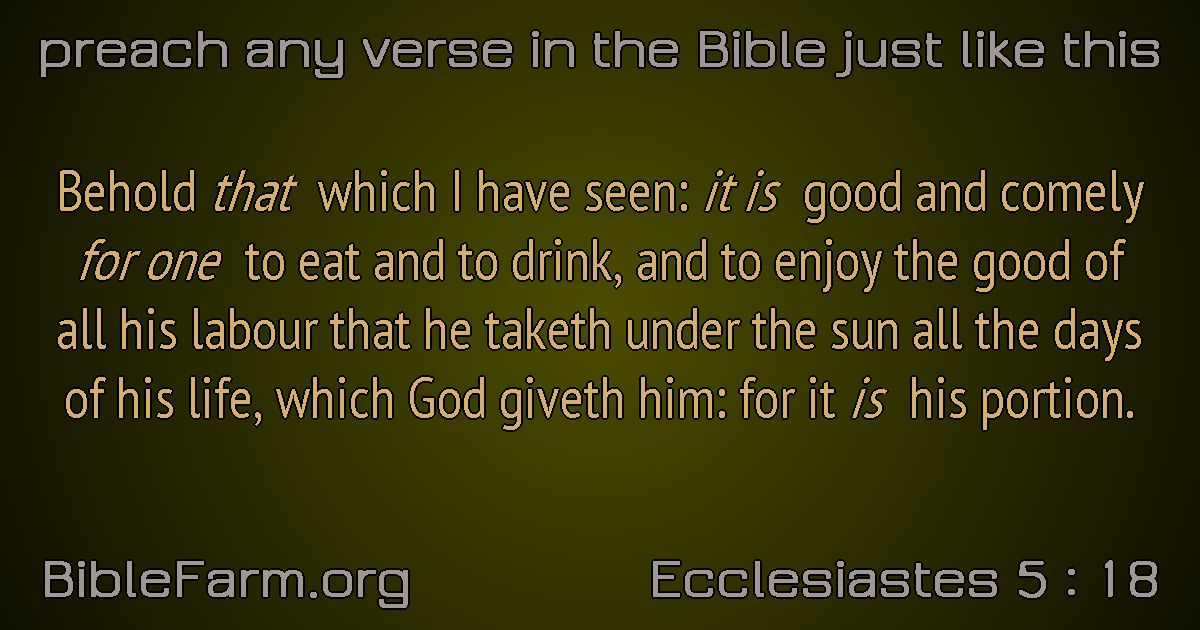 preach any verse in the Bible just like this
Behold that which I have seen: it is good and comely
for one to eat and to drink, and to enjoy the good of
all his labour that he taketh under the sun all the days
of his life, which God giveth him: for it is his portion.
BibleFarm.org
Ecclesiastes 5 : 18